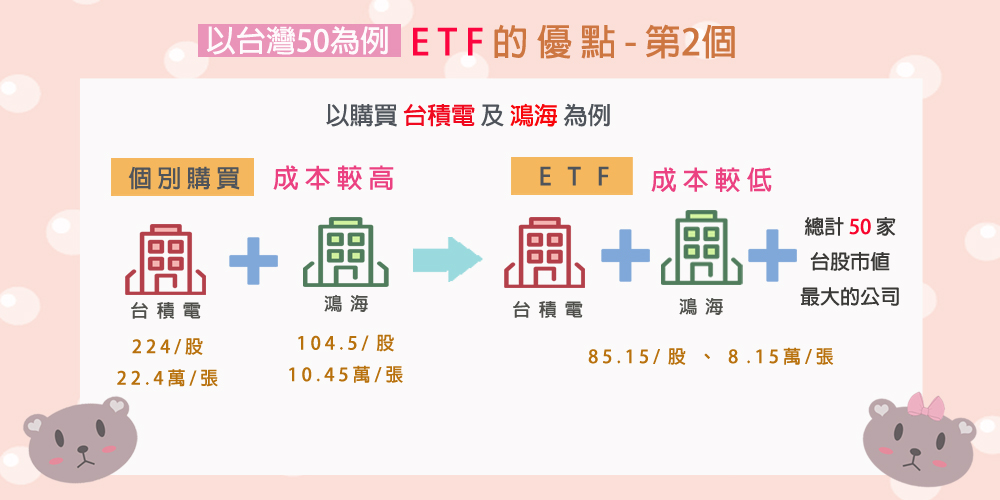 以台灣50為例 ETF的優點-第2個
以購買 台積電 及 鴻海 為例
個別購買 成本較高
ETF 成本較低
台積電
鴻海
224/股
22.4萬/張
104.5/股
10.45萬/張
台積電
鴻海
總計 50 家
台股市值
最大的公司
85.15/股 、 8.15萬/張